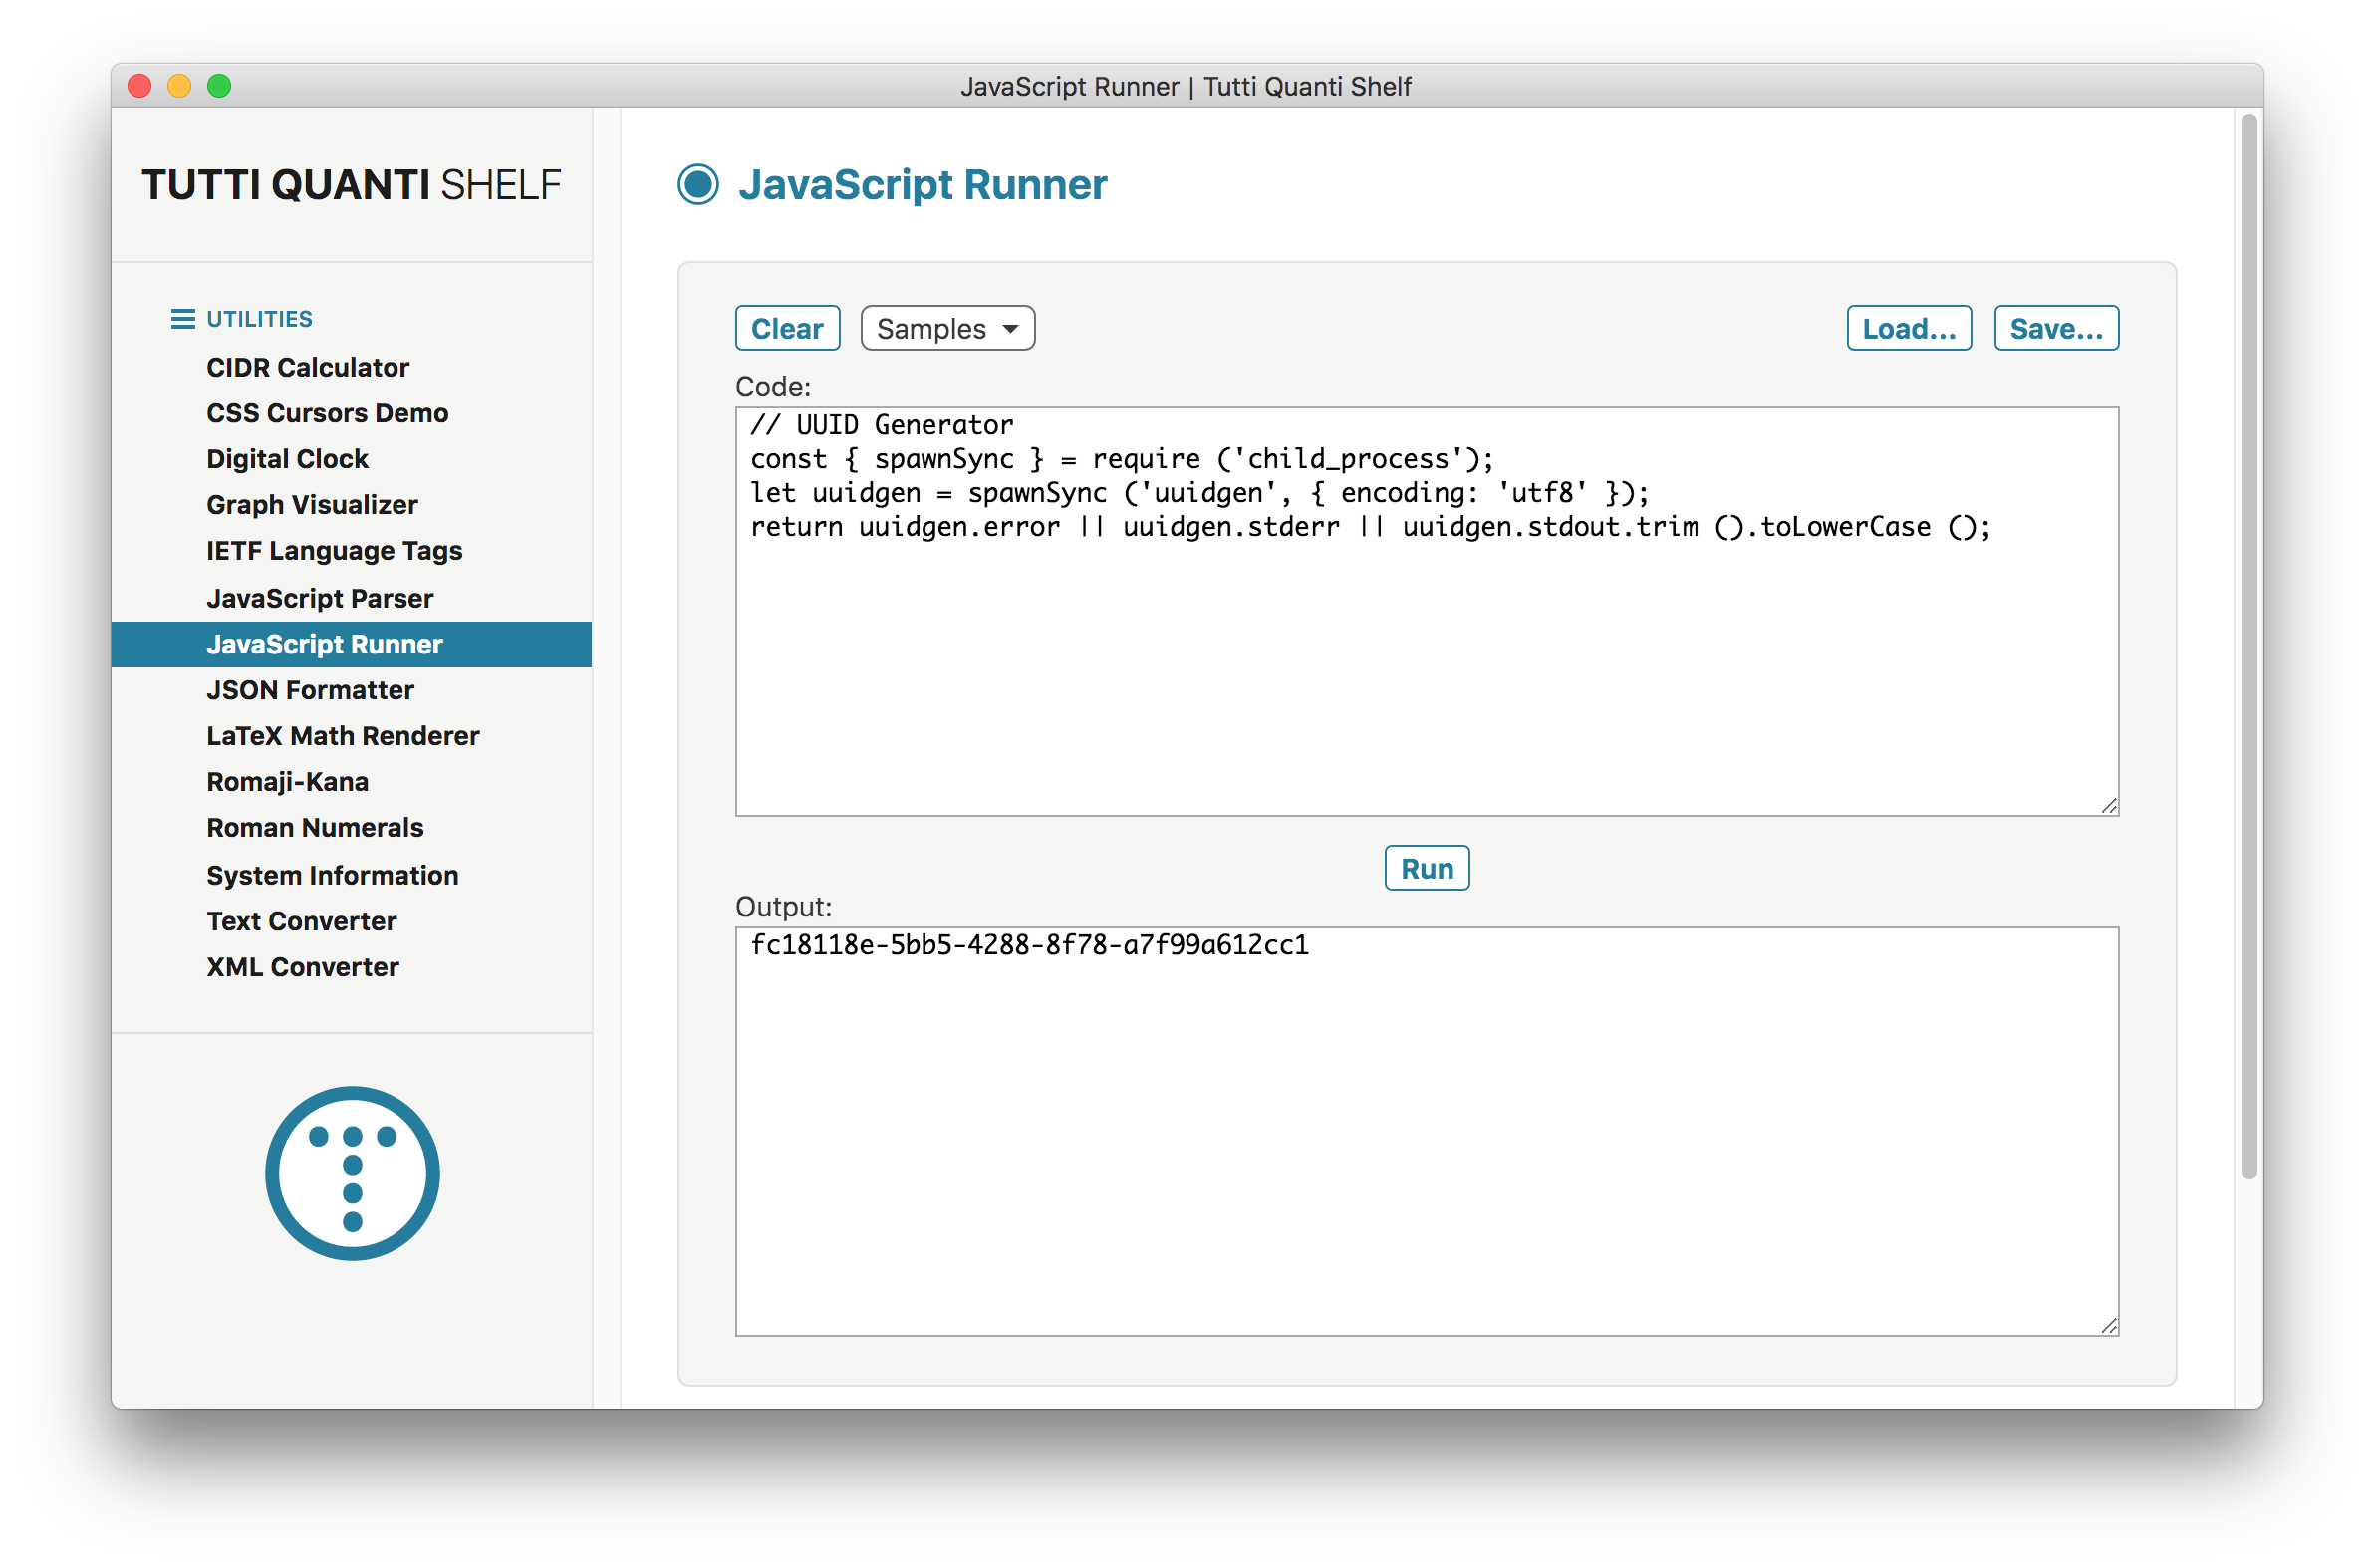 JavaScript Runner | Tutti Quanti Shelf
TUTTI QUANTI SHELF
UTILITIES
CIDR Calculator
CSS Cursors Demo
Digital Clock
Graph Visualizer
IETF Language Tags
JavaScript Parser
JavaScript Runner
JSON Formatter
LaTeX Math Renderer
Romaji-Kana
Roman Numerals
System Information
Text Converter
XML Converter
JavaScript Runner
Clear
Samples
Load...
Save...
Code:
// UUID Generator
const { spawnSync } = require ('child_process');
let uuidgen = spawnSync ('uuidgen', { encoding: 'utf8' });
return uuidgen.error || uuidgen.stderr || uuidgen.stdout.trim ().toLowerCase ();
Run
Output:
fc18118e-5bb5-4288-8f78-a7f99a612cc1